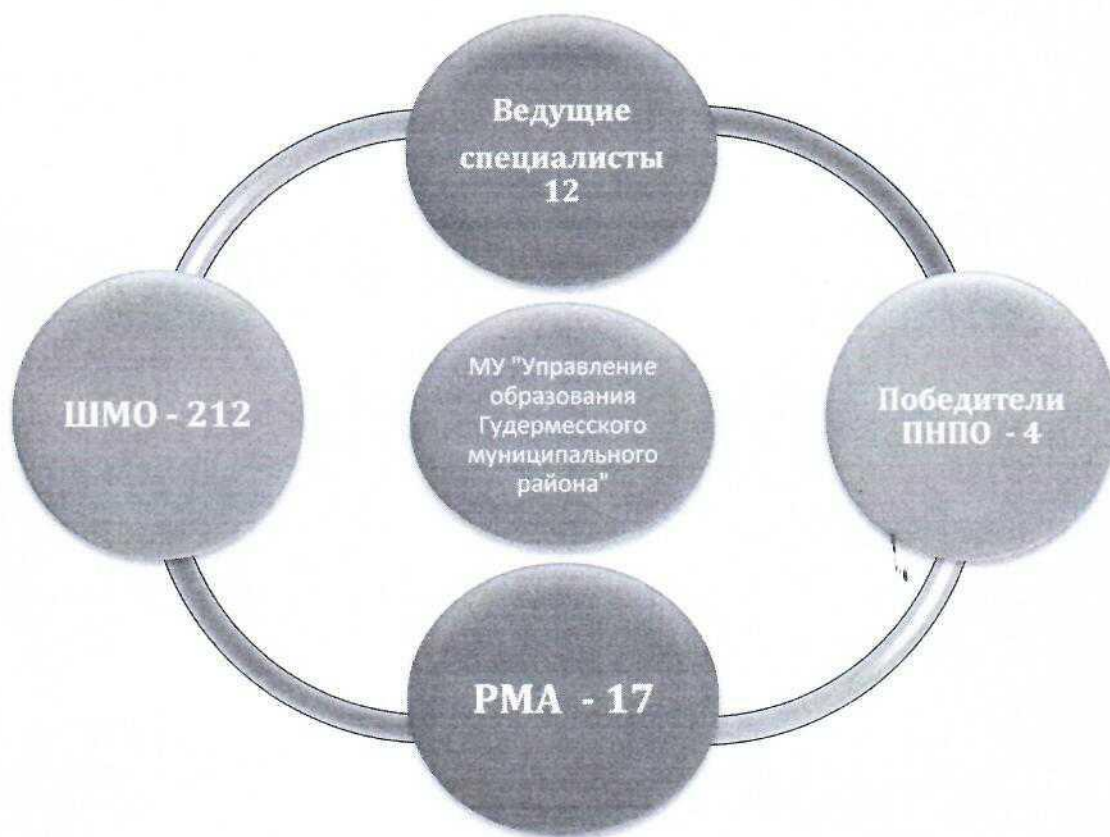 Ведущие
специалисты
12
ШМО - 212
МУ "Управление
образования
Гудермесского
муниципального
района"
Победители
ПНПО - 4
РМА - 17